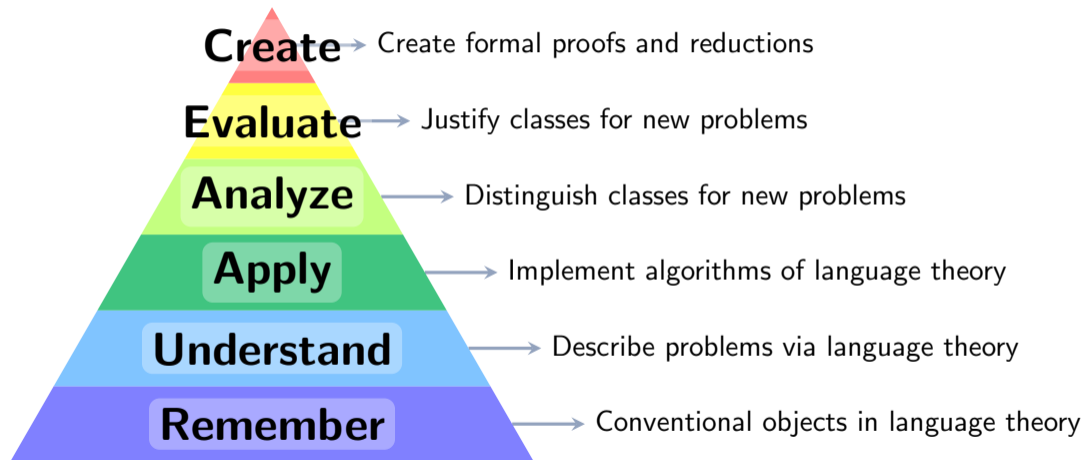 Create
Create formal proofs and reductions
Evaluate
Justify classes for new problems
Analyze
Distinguish classes for new problems
Apply
Implement algorithms of language theory
Understand
Describe problems via language theory
Remember
Conventional objects in language theory